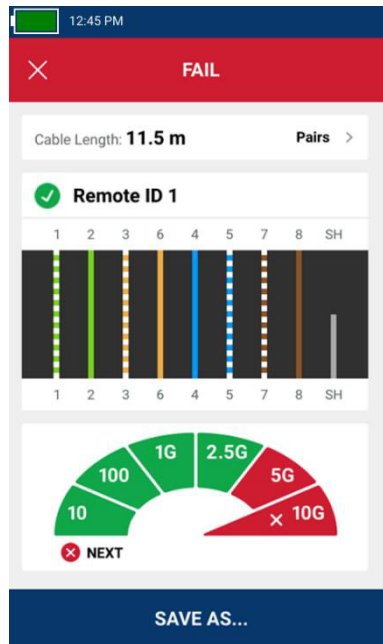 12:45 PM
FAIL
Cable Length: 11.5 m Pairs >
Remote ID 1
1 2 3 6 4 5 7 8 SH
1 2 3 6 4 5 7 8 SH
10 100 1G 2.5G 5G 10G
NEXT
SAVE AS...